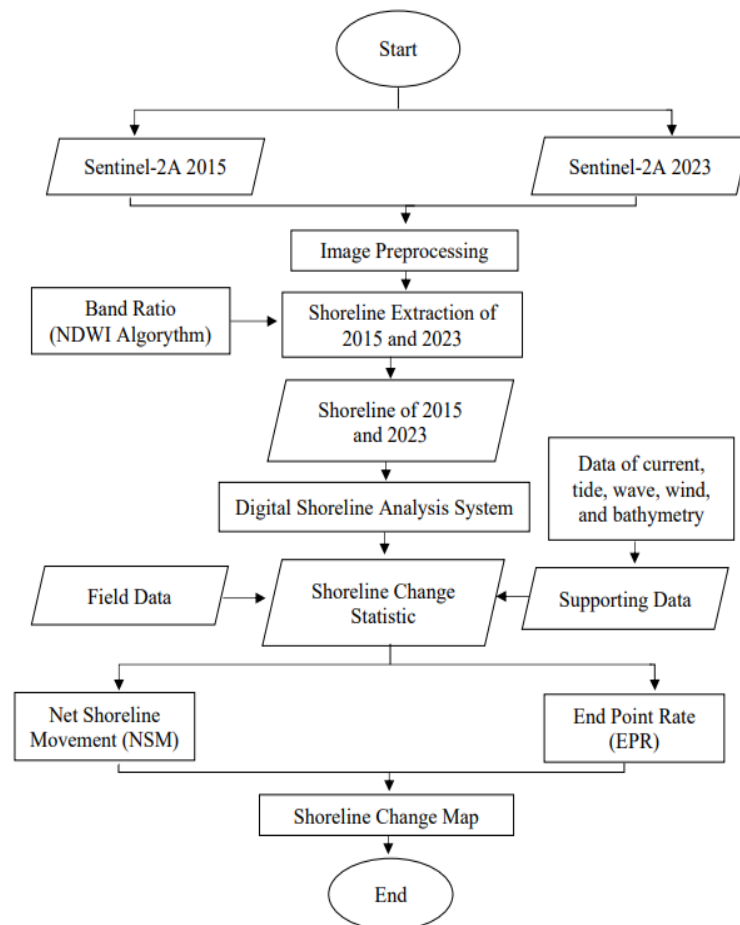 Start
Sentinel-2A 2015
Sentinel-2A 2023
Image Preprocessing
Band Ratio
(NDWI Algorythm)
Shoreline Extraction of
2015 and 2023
Shoreline of 2015
and 2023
Data of current,
tide, wave, wind,
and bathymetry
Digital Shoreline Analysis System
Field Data
Shoreline Change
Statistic
Supporting Data
Net Shoreline
Movement (NSM)
End Point Rate
(EPR)
Shoreline Change Map
End